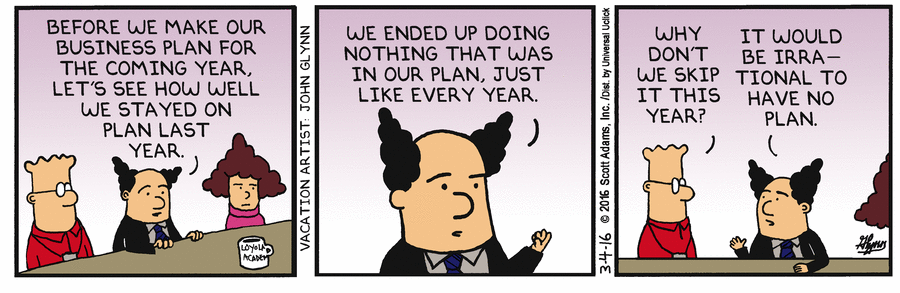 BEFORE WE MAKE OUR
BUSINESS PLAN FOR
THE COMING YEAR,
LET'S SEE HOW WELL
WE STAYED ON
PLAN LAST
YEAR.
LOYOLA
ACADEMY
VACATION ARTIST: JOHN GLYNN
WE ENDED UP DOING
NOTHING THAT WAS
IN OUR PLAN, JUST
LIKE EVERY YEAR.
3-4-16 © 2016 Scott Adams, Inc. /Dist. by Universal Uclick
WHY
DON'T
WE SKIP
IT THIS
YEAR?
IT WOULD
BE IRRA-
TIONAL TO
HAVE NO
PLAN.
Glynn